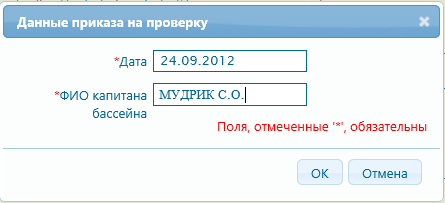 Данные приказа на проверку
*Дата 24.09.2012
*ФИО капитана МУДРИК С.О.
бассейна
Поля, отмеченные '*', обязательны
OK Отмена